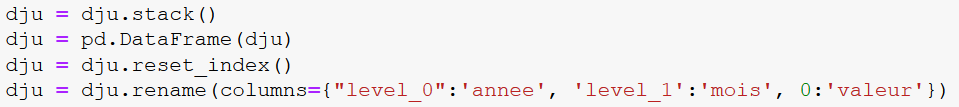 dju = dju.stack()
dju = pd.DataFrame(dju)
dju = dju.reset_index()
dju = dju.rename(columns={"level_0":'annee', 'level_1':'mois', 0:'valeur'})